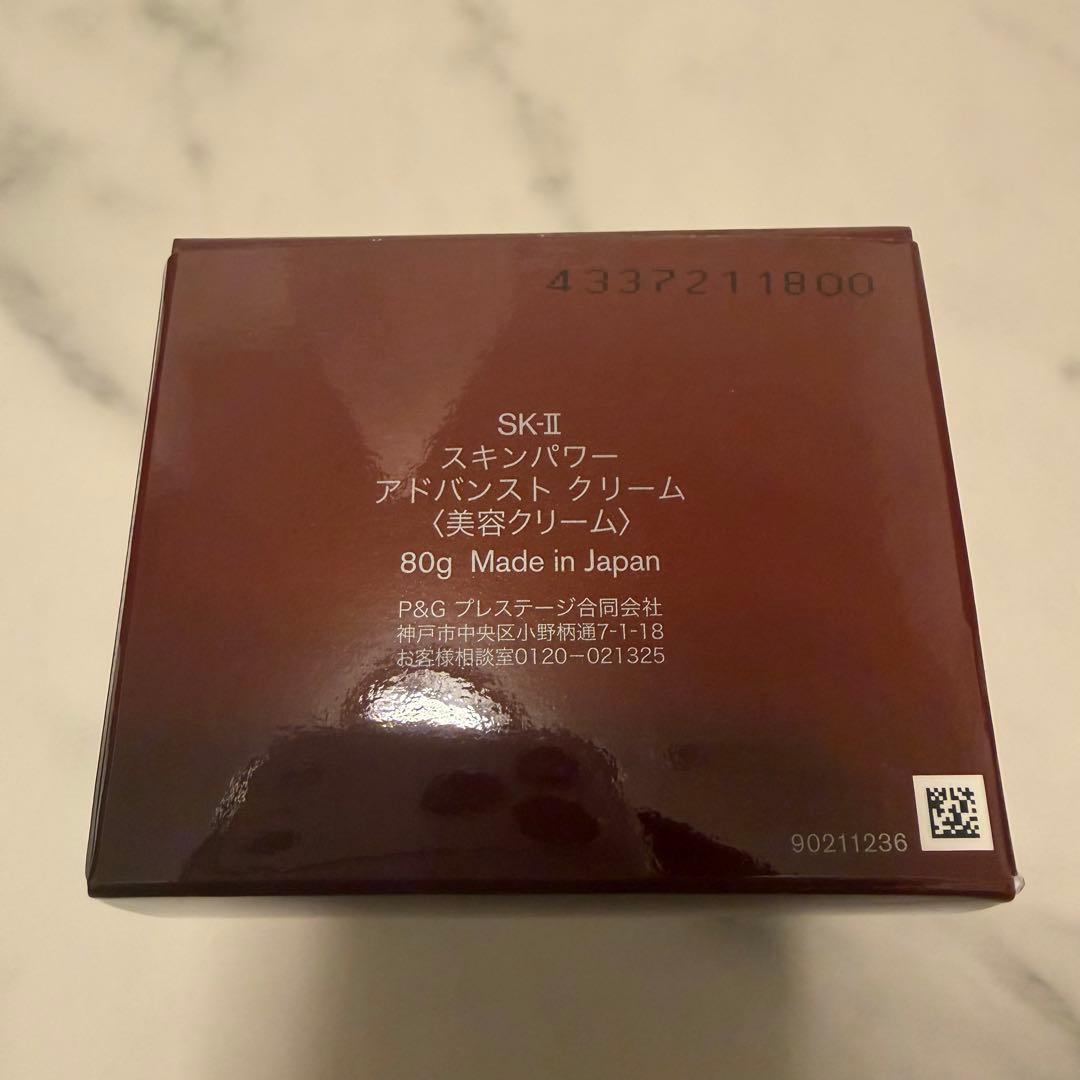 4337211800
SK-Ⅱ
スキンパワー
アドバンスト クリーム
〈美容クリーム〉
80g Made in Japan
P&G プレステージ合同会社
神戸市中央区小野柄通7-1-18
お客様相談室0120−021325
90211236